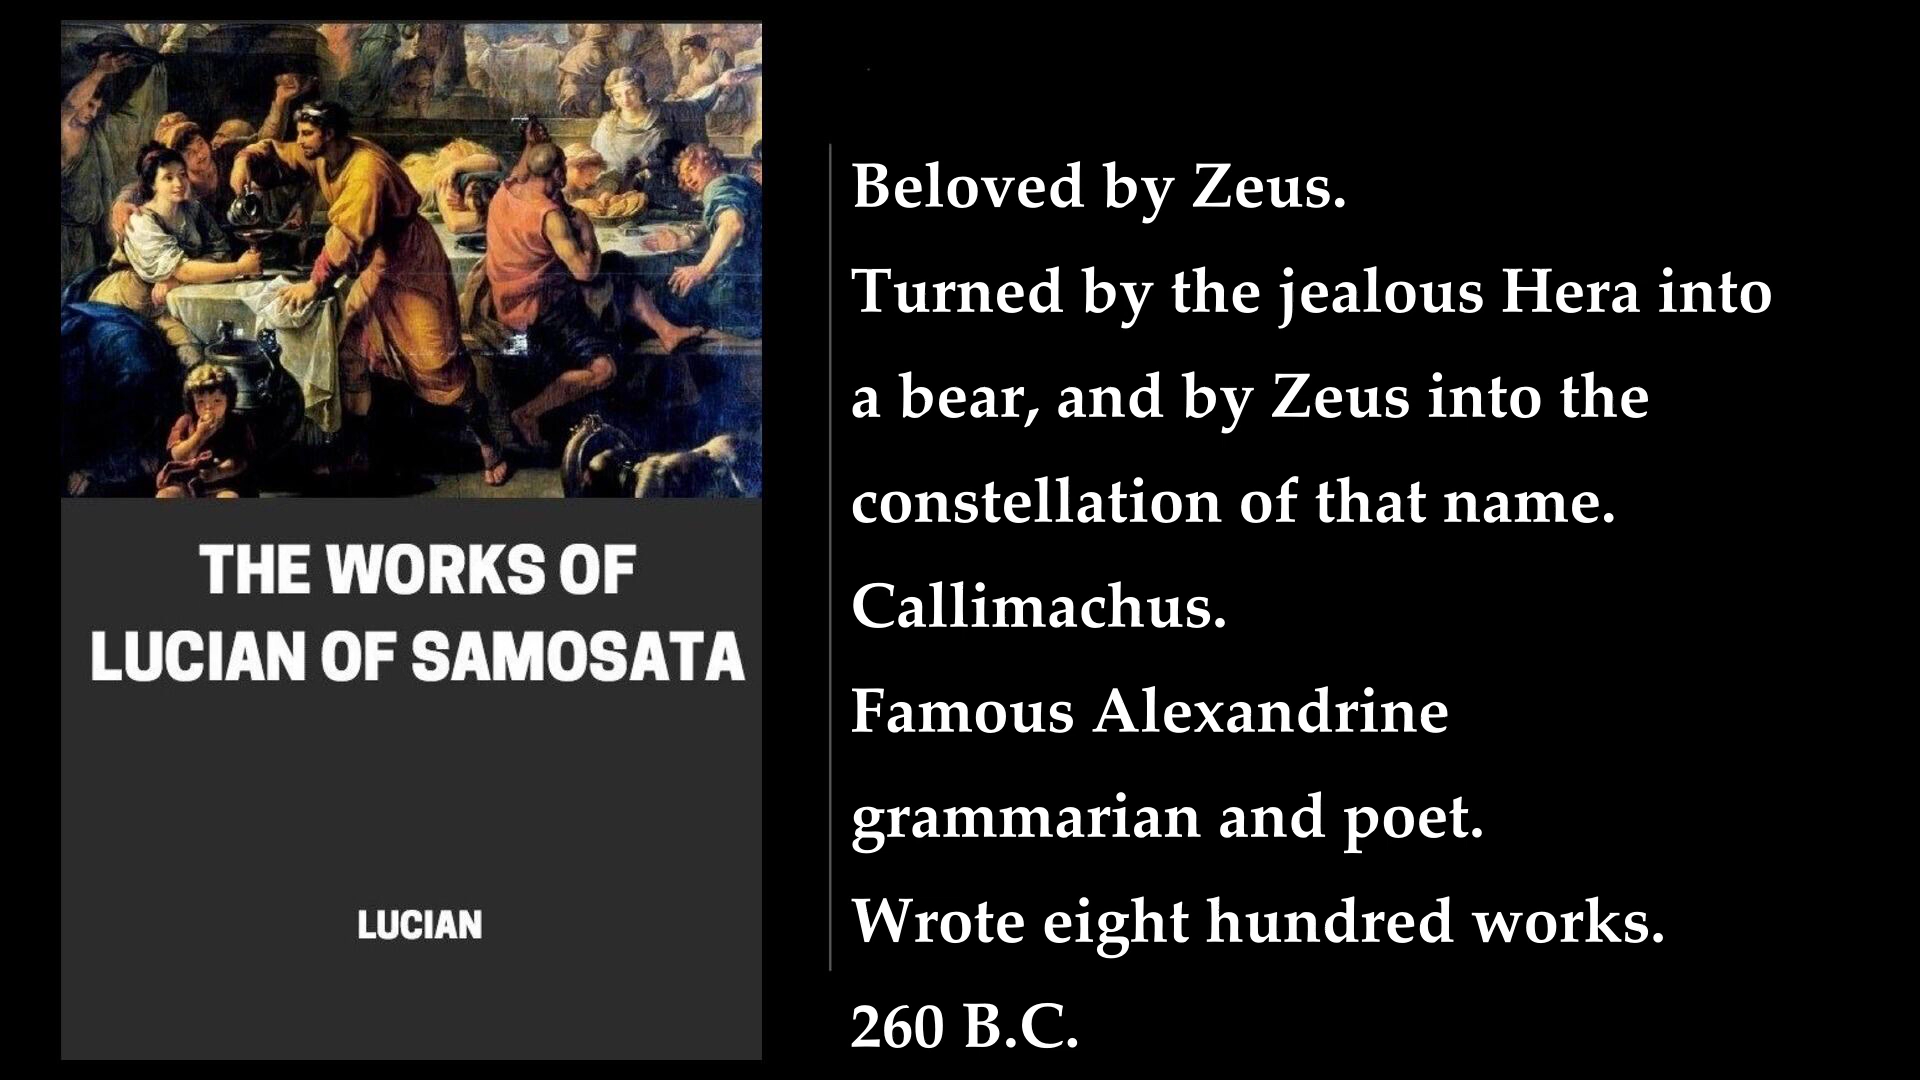 THE WORKS OF
LUCIAN OF SAMOSATA
LUCIAN
Beloved by Zeus.
Turned by the jealous Hera into
a bear, and by Zeus into the
constellation of that name.
Callimachus.
Famous Alexandrine
grammarian and poet.
Wrote eight hundred works.
260 B.C.